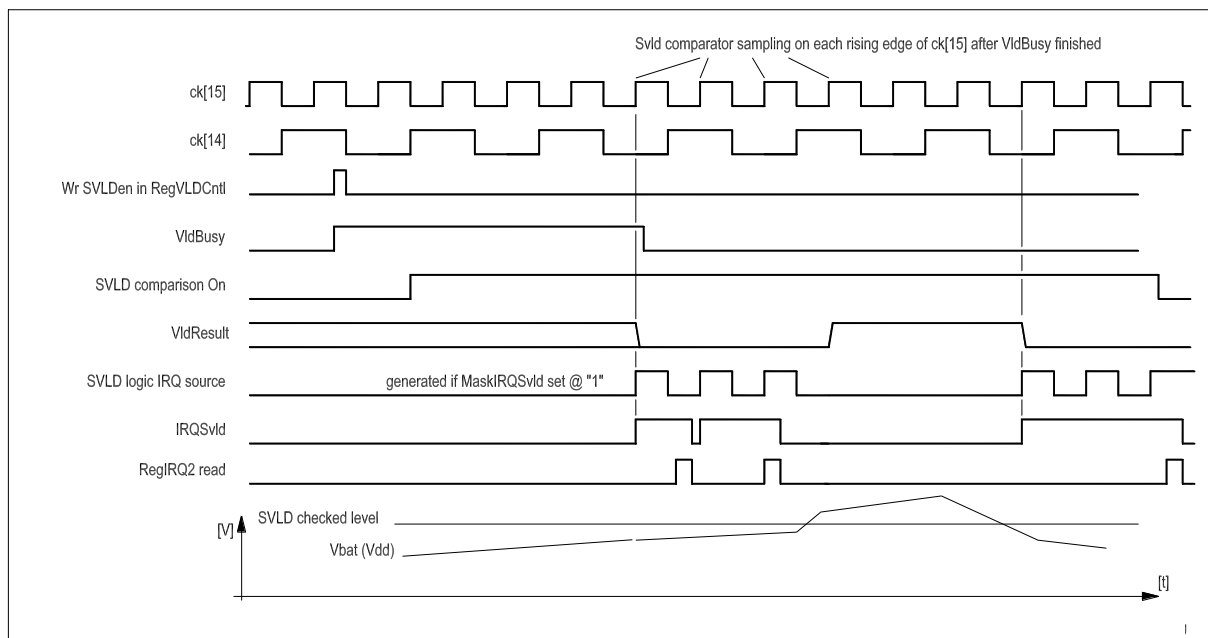 Svld comparator sampling on each rising edge of ck[15] after VldBusy finished
ck[15]
ck[14]
Wr SVLDen in RegVLDCntl
VldBusy
SVLD comparison On
VldResult
SVLD logic IRQ source
generated if MaskIRQSvld set @ "1"
IRQSvld
RegIRQ2 read
SVLD checked level
[V]
Vbat (Vdd)
[t]